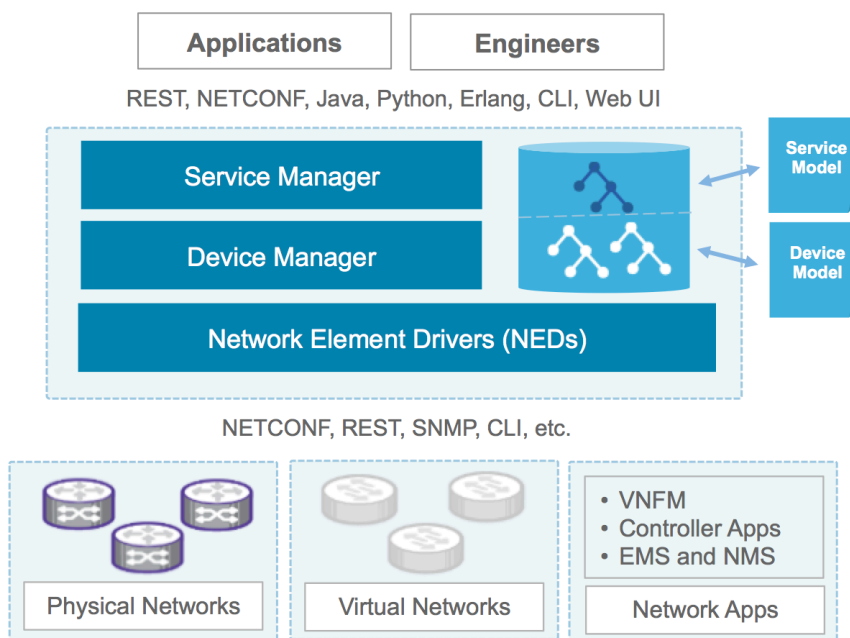 Applications
Engineers
REST, NETCONF, Java, Python, Erlang, CLI, Web UI
Service Manager
Service
Model
Device Manager
Device
Model
Network Element Drivers (NEDs)
NETCONF, REST, SNMP, CLI, etc.
• VNFM
• Controller Apps
• EMS and NMS
Physical Networks
Virtual Networks
Network Apps